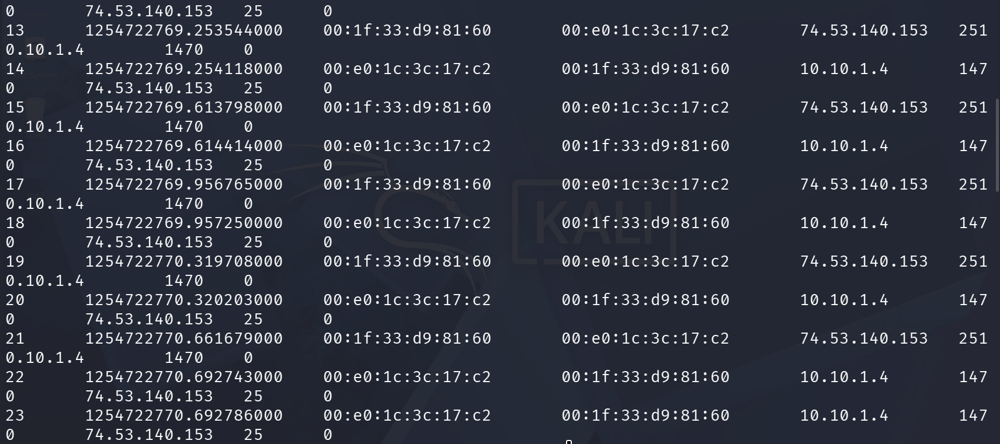 0 74.53.140.153 25 0
13 1254722769.253544000 00:1f:33:d9:81:60 00:e0:1c:3c:17:c2 74.53.140.153 251
0.10.1.4 1470 0
14 1254722769.254118000 00:e0:1c:3c:17:c2 00:1f:33:d9:81:60 10.10.1.4 147
0 74.53.140.153 25 0
15 1254722769.613798000 00:1f:33:d9:81:60 00:e0:1c:3c:17:c2 74.53.140.153 251
0.10.1.4 1470 0
16 1254722769.614414000 00:e0:1c:3c:17:c2 00:1f:33:d9:81:60 10.10.1.4 147
0 74.53.140.153 25 0
17 1254722769.956765000 00:1f:33:d9:81:60 00:e0:1c:3c:17:c2 74.53.140.153 251
0.10.1.4 1470 0
18 1254722769.957250000 00:e0:1c:3c:17:c2 00:1f:33:d9:81:60 10.10.1.4 147
0 74.53.140.153 25 0
19 1254722770.319708000 00:1f:33:d9:81:60 00:e0:1c:3c:17:c2 74.53.140.153 251
0.10.1.4 1470 0
20 1254722770.320203000 00:e0:1c:3c:17:c2 00:1f:33:d9:81:60 10.10.1.4 147
0 74.53.140.153 25 0
21 1254722770.661679000 00:1f:33:d9:81:60 00:e0:1c:3c:17:c2 74.53.140.153 251
0.10.1.4 1470 0
22 1254722770.692743000 00:e0:1c:3c:17:c2 00:1f:33:d9:81:60 10.10.1.4 147
0 74.53.140.153 25 0
23 1254722770.692786000 00:e0:1c:3c:17:c2 00:1f:33:d9:81:60 10.10.1.4 147
0 74.53.140.153 25 0
Home
File System
Trash
KALI